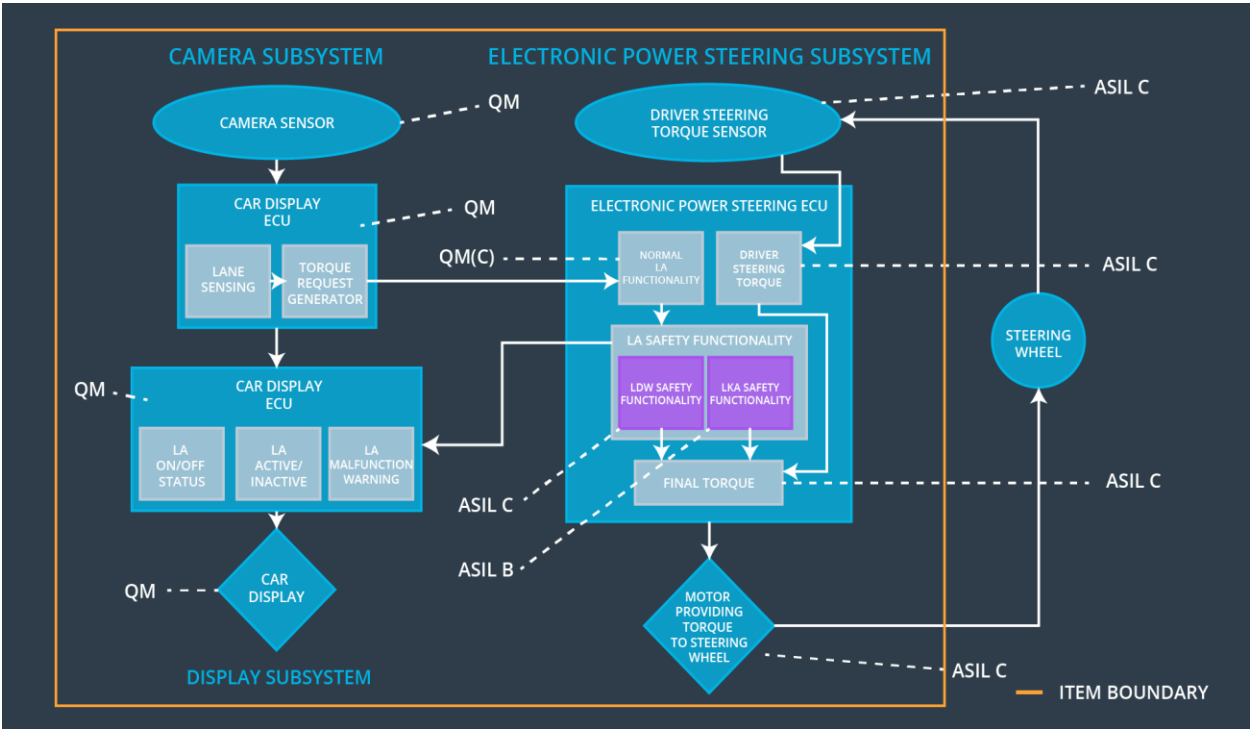 CAMERA SUBSYSTEM
ELECTRONIC POWER STEERING SUBSYSTEM
CAMERA SENSOR
QM
DRIVER STEERING
TORQUE SENSOR
ASIL C
CAR DISPLAY
ECU
QM
LANE
SENSING
TORQUE
REQUEST
GENERATOR
ELECTRONIC POWER STEERING ECU
QM(C)
NORMAL
LA
FUNCTIONALITY
DRIVER
STEERING
TORQUE
ASIL C
LA SAFETY FUNCTIONALITY
LDW SAFETY
FUNCTIONALITY
LKA SAFETY
FUNCTIONALITY
STEERING
WHEEL
QM
CAR DISPLAY
ECU
LA
ON/OFF
STATUS
LA
ACTIVE/
INACTIVE
LA
MALFUNCTION
WARNING
FINAL TORQUE
ASIL C
ASIL C
ASIL B
QM
CAR
DISPLAY
MOTOR
PROVIDING
TORQUE
TO STEERING
WHEEL
ASIL C
DISPLAY SUBSYSTEM
ITEM BOUNDARY